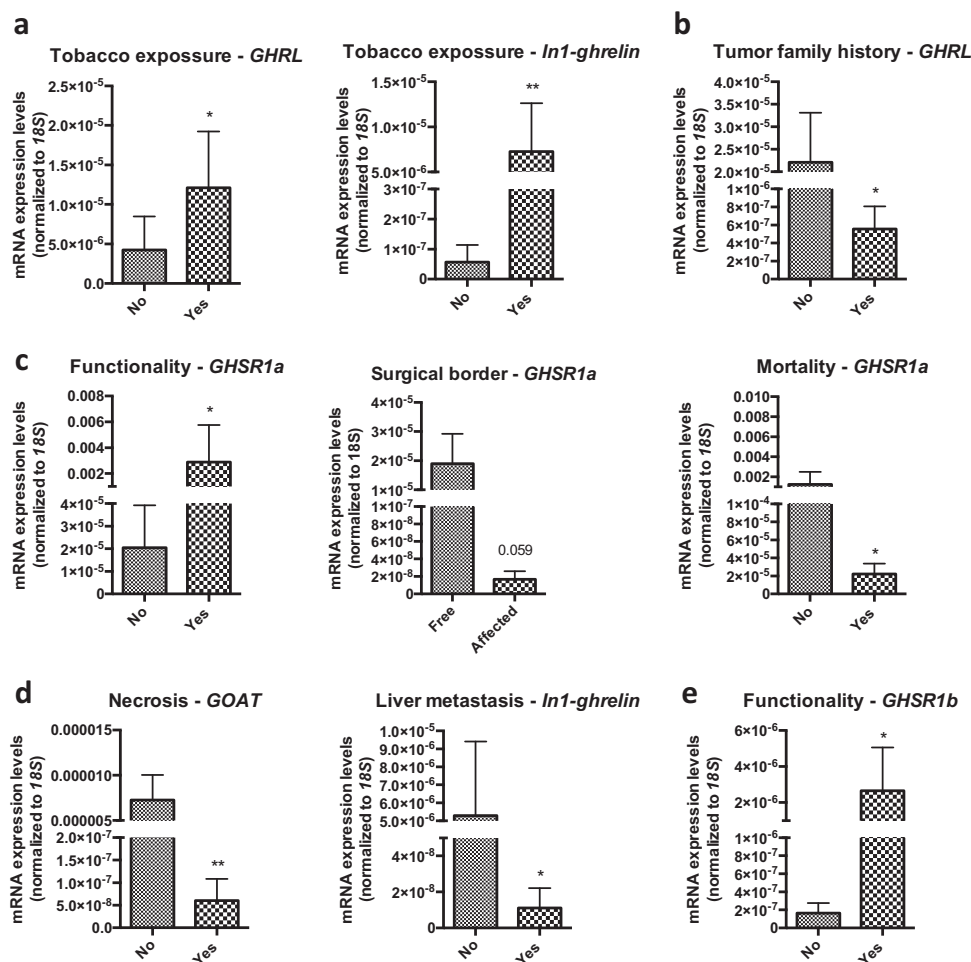 a
Tobacco expossure - GHRL
mRNA expression levels
(normalized to 18S)
2.5×10⁻⁵
2.0×10⁻⁵
1.5×10⁻⁵
1.0×10⁻⁵
5.0×10⁻⁶
0.0
*
No
Yes
Tobacco expossure - In1-ghrelin
mRNA expression levels
(normalized to 18S)
1.5×10⁻⁵
1.0×10⁻⁵
5.0×10⁻⁶
3×10⁻⁷
2×10⁻⁷
1×10⁻⁷
0
**
No
Yes
b
Tumor family history - GHRL
mRNA expression levels
(normalized to 18S)
4.0×10⁻⁵
3.5×10⁻⁵
3.0×10⁻⁵
2.5×10⁻⁵
2.0×10⁻⁵
1×10⁻⁶
8×10⁻⁷
6×10⁻⁷
4×10⁻⁷
2×10⁻⁷
0
*
No
Yes
c
Functionality - GHSR1a
mRNA expression levels
(normalized to 18S)
0.008
0.006
0.004
0.002
4×10⁻⁵
3×10⁻⁵
2×10⁻⁵
1×10⁻⁵
0
*
No
Yes
Surgical border - GHSR1a
mRNA expression levels
(normalized to 18S)
4×10⁻⁵
3×10⁻⁵
2×10⁻⁵
1×10⁻⁵
1×10⁻⁷
8×10⁻⁸
6×10⁻⁸
4×10⁻⁸
2×10⁻⁸
0
0.059
Free
Affected
Mortality - GHSR1a
mRNA expression levels
(normalized to 18S)
0.010
0.008
0.006
0.004
0.002
1×10⁻⁴
8×10⁻⁵
6×10⁻⁵
4×10⁻⁵
2×10⁻⁵
0
*
No
Yes
d
Necrosis - GOAT
mRNA expression levels
(normalized to 18S)
0.000015
0.000010
0.000005
2.0×10⁻⁷
1.5×10⁻⁷
1.0×10⁻⁷
5.0×10⁻⁸
0.0
**
No
Yes
Liver metastasis - In1-ghrelin
mRNA expression levels
(normalized to 18S)
1.0×10⁻⁵
9.0×10⁻⁶
8.0×10⁻⁶
7.0×10⁻⁶
6.0×10⁻⁶
5.0×10⁻⁶
4×10⁻⁸
2×10⁻⁸
0
*
No
Yes
e
Functionality - GHSR1b
mRNA expression levels
(normalized to 18S)
6×10⁻⁶
4×10⁻⁶
2×10⁻⁶
1×10⁻⁶
8×10⁻⁷
6×10⁻⁷
4×10⁻⁷
2×10⁻⁷
0
*
No
Yes